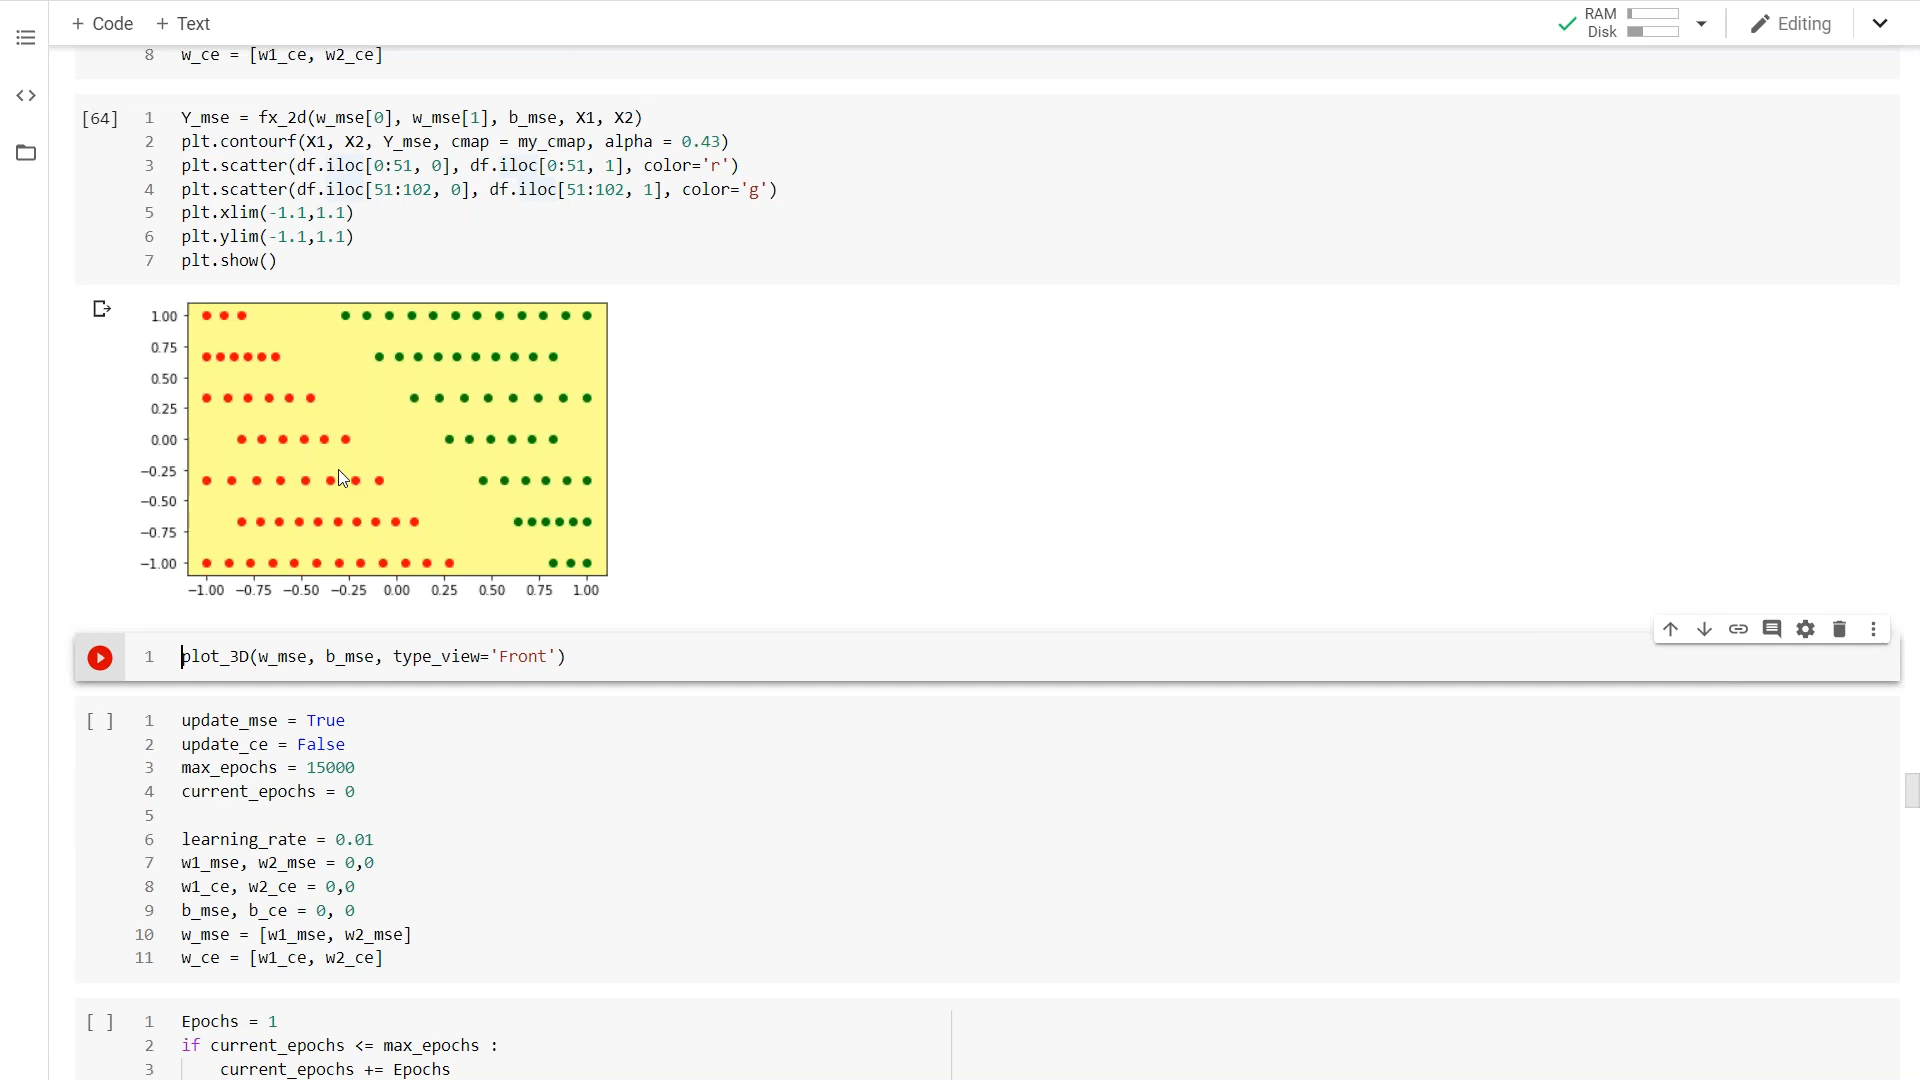 + Code + Text
RAM
Disk
Editing
8 w_ce = [w1_ce, w2_ce]
[64] 1 Y_mse = fx_2d(w_mse[0], w_mse[1], b_mse, X1, X2)
2 plt.contourf(X1, X2, Y_mse, cmap = my_cmap, alpha = 0.43)
3 plt.scatter(df.iloc[0:51, 0], df.iloc[0:51, 1], color='r')
4 plt.scatter(df.iloc[51:102, 0], df.iloc[51:102, 1], color='g')
5 plt.xlim(-1.1,1.1)
6 plt.ylim(-1.1,1.1)
7 plt.show()
1.00
0.75
0.50
0.25
0.00
−0.25
−0.50
−0.75
−1.00
−1.00 −0.75 −0.50 −0.25 0.00 0.25 0.50 0.75 1.00
1 plot_3D(w_mse, b_mse, type_view='Front')
[ ] 1 update_mse = True
2 update_ce = False
3 max_epochs = 15000
4 current_epochs = 0
5
6 learning_rate = 0.01
7 w1_mse, w2_mse = 0,0
8 w1_ce, w2_ce = 0,0
9 b_mse, b_ce = 0, 0
10 w_mse = [w1_mse, w2_mse]
11 w_ce = [w1_ce, w2_ce]
[ ] 1 Epochs = 1
2 if current_epochs <= max_epochs :
3 current_epochs += Epochs